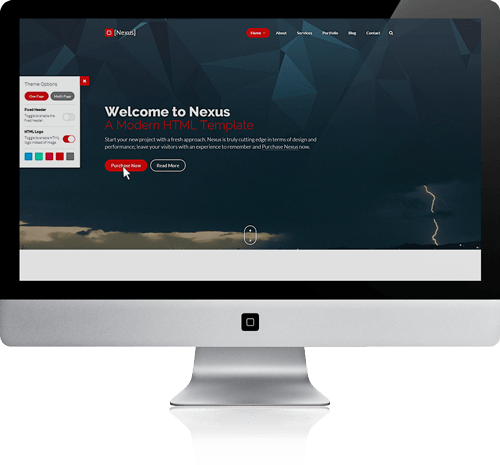 [Nexus]
Home About Services Portfolio Blog Contact
Theme Options
One Page Multi Page
Fixed Header
Toggle to enable the
fixed header.
HTML Logo
Toggle to enable HTML
logo instead of image.
Welcome to Nexus
A Modern HTML Template
Start your new project with a fresh approach. Nexus is truly cutting edge in terms of design and
performance; leave your visitors with an experience to remember and Purchase Nexus now.
Purchase Now Read More